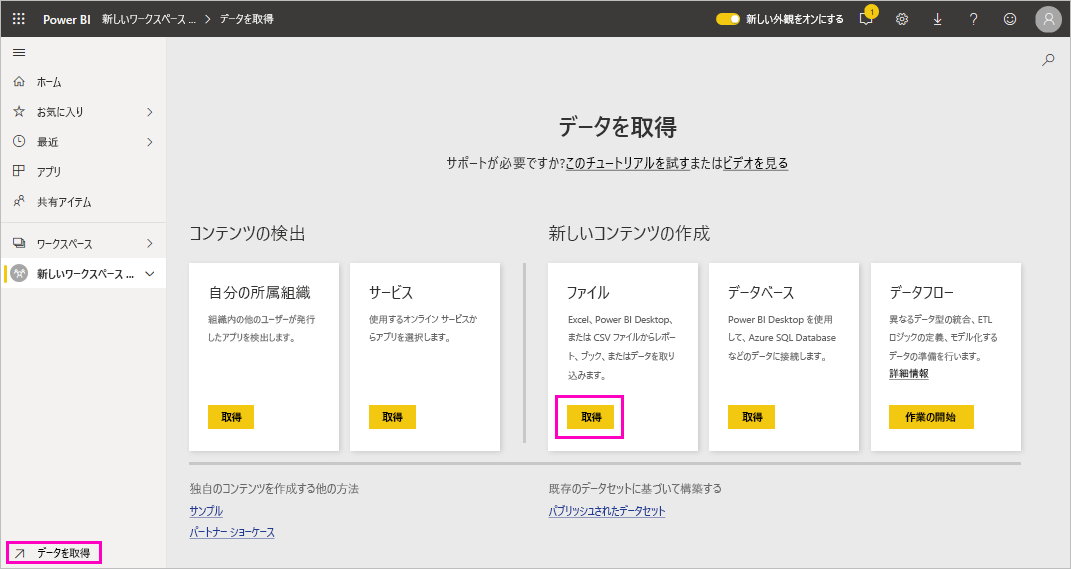 Power BI 新しいワークスペース ... > データを取得
新しい外観をオンにする
1
?
ホーム
お気に入り
最近
アプリ
共有アイテム
ワークスペース
新しいワークスペース ...
データを取得
データを取得
サポートが必要ですか?このチュートリアルを試すまたはビデオを見る
コンテンツの検出
自分の所属組織
組織内の他のユーザーが発行
したアプリを検出します。
取得
サービス
使用するオンライン サービスか
らアプリを選択します。
取得
新しいコンテンツの作成
ファイル
Excel、Power BI Desktop、
または CSV ファイルからレポー
ト、ブック、またはデータを取り
込みます。
取得
データベース
Power BI Desktop を使用
して、Azure SQL Database
などのデータに接続します。
取得
データフロー
異なるデータ型の統合、ETL
ロジックの定義、モデル化する
データの準備を行います。
詳細情報
作業の開始
独自のコンテンツを作成する他の方法
サンプル
パートナー ショーケース
既存のデータセットに基づいて構築する
パブリッシュされたデータセット